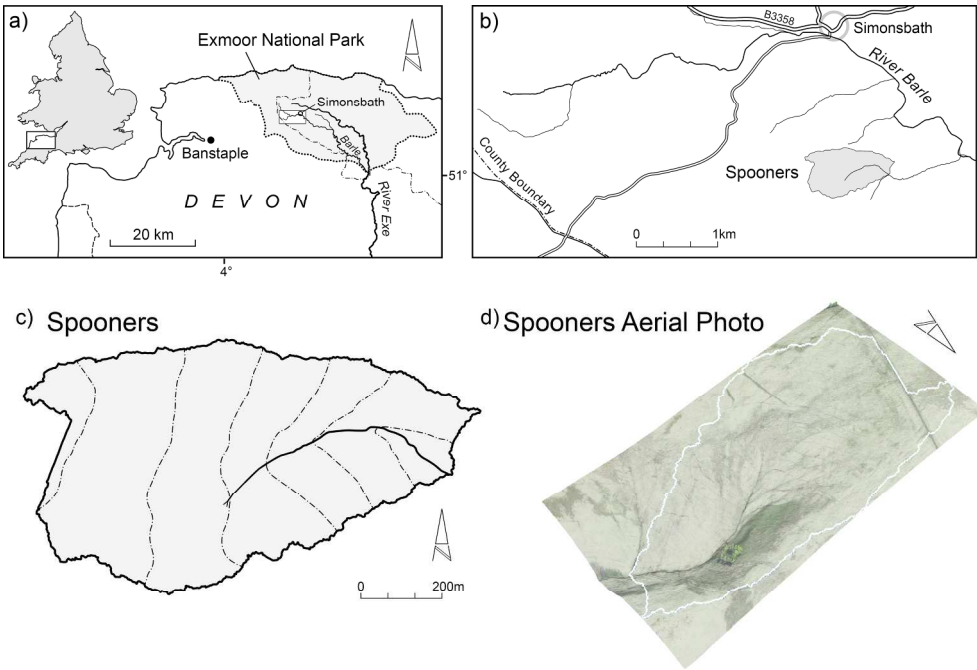 a)
Exmoor National Park
Simonsbath
Barle
Banstaple
River Exe
51°
DEVON
20 km
4°
b)
B3358
Simonsbath
River Barle
Spooners
County Boundary
0 1km
c) Spooners
0 200m
d) Spooners Aerial Photo